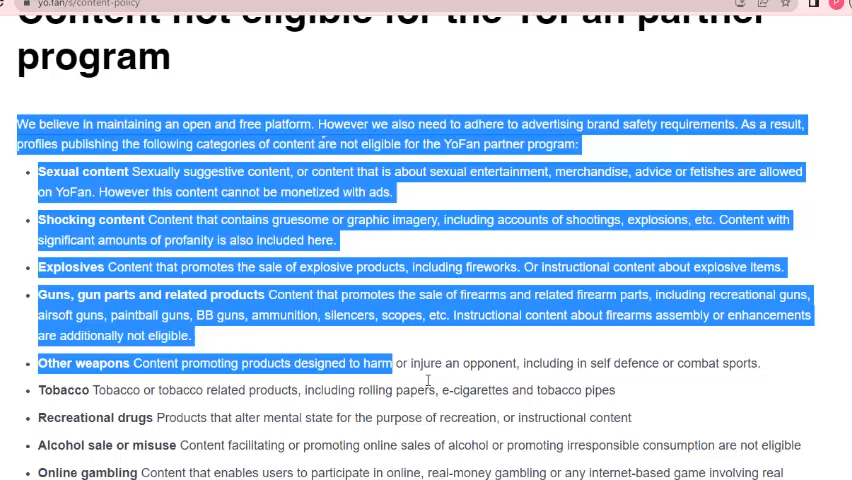 yo.fan/s/content-policy
Content not eligible for the YoFan partner
program
We believe in maintaining an open and free platform. However we also need to adhere to advertising brand safety requirements. As a result,
profiles publishing the following categories of content are not eligible for the YoFan partner program:
• Sexual content Sexually suggestive content, or content that is about sexual entertainment, merchandise, advice or fetishes are allowed
on YoFan. However this content cannot be monetized with ads.
• Shocking content Content that contains gruesome or graphic imagery, including accounts of shootings, explosions, etc. Content with
significant amounts of profanity is also included here.
• Explosives Content that promotes the sale of explosive products, including fireworks. Or instructional content about explosive items.
• Guns, gun parts and related products Content that promotes the sale of firearms and related firearm parts, including recreational guns,
airsoft guns, paintball guns, BB guns, ammunition, silencers, scopes, etc. Instructional content about firearms assembly or enhancements
are additionally not eligible.
• Other weapons Content promoting products designed to harm or injure an opponent, including in self defence or combat sports.
• Tobacco Tobacco or tobacco related products, including rolling papers, e-cigarettes and tobacco pipes
• Recreational drugs Products that alter mental state for the purpose of recreation, or instructional content
• Alcohol sale or misuse Content facilitating or promoting online sales of alcohol or promoting irresponsible consumption are not eligible
• Online gambling Content that enables users to participate in online, real-money gambling or any internet-based game involving real